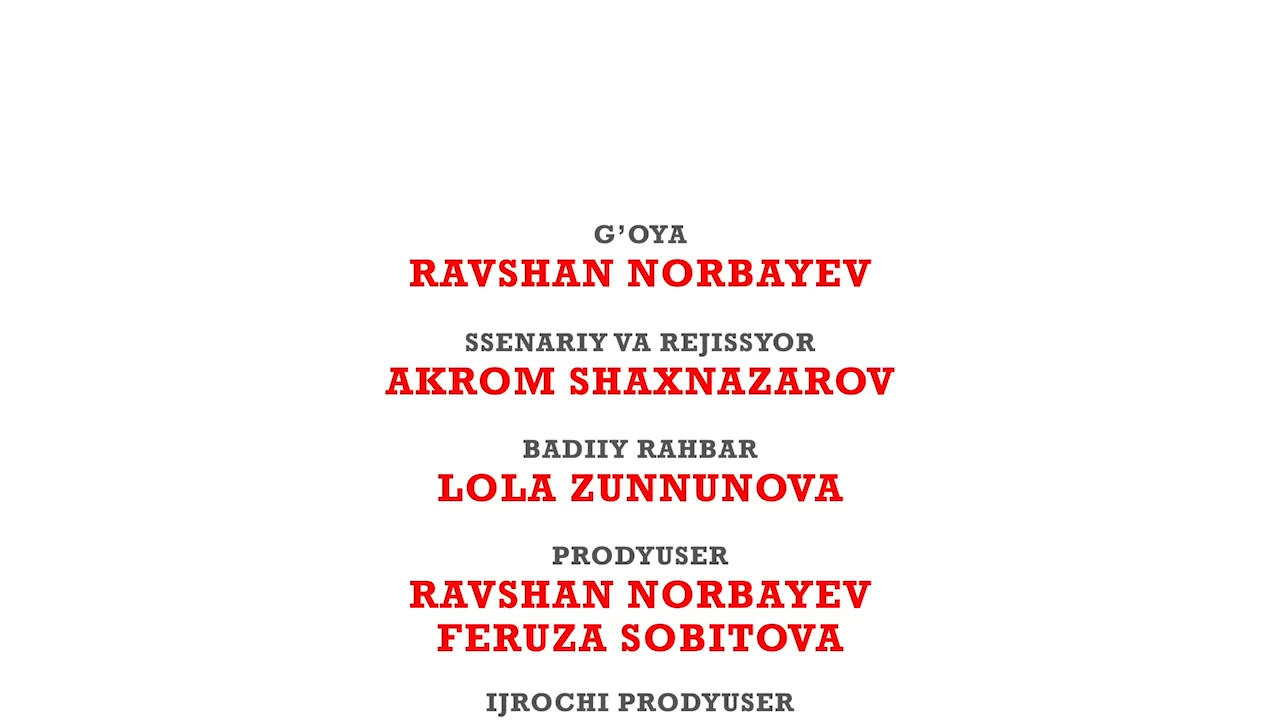 G’OYA
RAVSHAN NORBAYEV
SSENARIY VA REJISSYOR
AKROM SHAXNAZAROV
BADIIY RAHBAR
LOLA ZUNNUNOVA
PRODYUSER
RAVSHAN NORBAYEV
FERUZA SOBITOVA
IJROCHI PRODYUSER